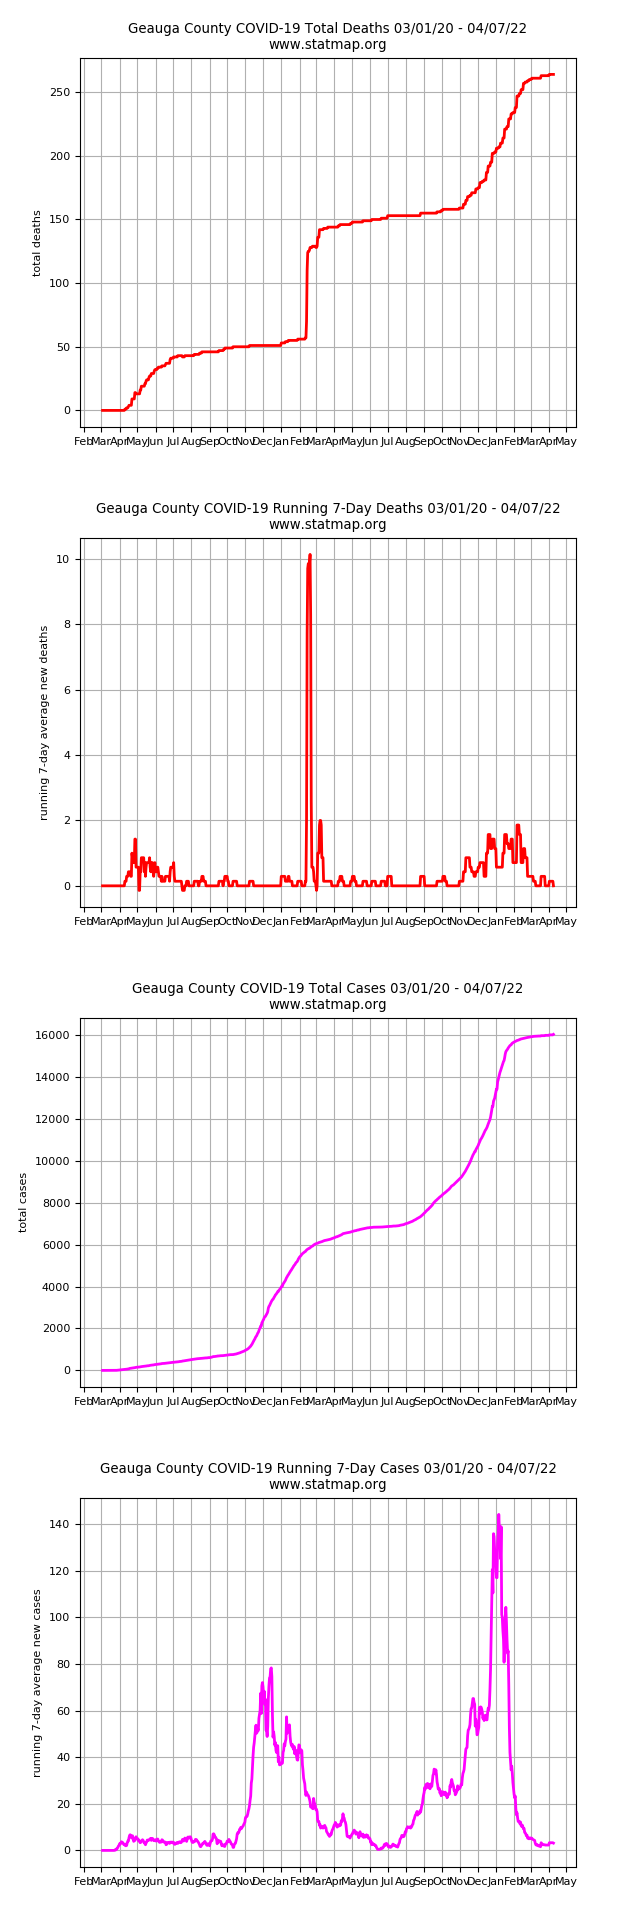 Geauga County COVID-19 Total Deaths 03/01/20 - 04/07/22
www.statmap.org
250
200
150
100
50
0
total deaths
Feb Mar Apr May Jun Jul Aug Sep Oct Nov Dec Jan Feb Mar Apr May Jun Jul Aug Sep Oct Nov Dec Jan Feb Mar Apr May
Geauga County COVID-19 Running 7-Day Deaths 03/01/20 - 04/07/22
www.statmap.org
10
8
6
4
2
0
running 7-day average new deaths
Feb Mar Apr May Jun Jul Aug Sep Oct Nov Dec Jan Feb Mar Apr May Jun Jul Aug Sep Oct Nov Dec Jan Feb Mar Apr May
Geauga County COVID-19 Total Cases 03/01/20 - 04/07/22
www.statmap.org
16000
14000
12000
10000
8000
6000
4000
2000
0
total cases
Feb Mar Apr May Jun Jul Aug Sep Oct Nov Dec Jan Feb Mar Apr May Jun Jul Aug Sep Oct Nov Dec Jan Feb Mar Apr May
Geauga County COVID-19 Running 7-Day Cases 03/01/20 - 04/07/22
www.statmap.org
140
120
100
80
60
40
20
0
running 7-day average new cases
Feb Mar Apr May Jun Jul Aug Sep Oct Nov Dec Jan Feb Mar Apr May Jun Jul Aug Sep Oct Nov Dec Jan Feb Mar Apr May